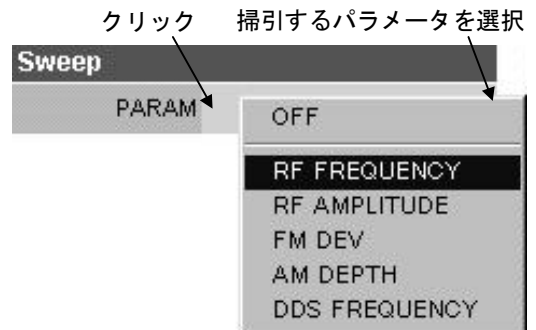 クリック
掃引するパラメータを選択
Sweep
PARAM
OFF
RF FREQUENCY
RF AMPLITUDE
FM DEV
AM DEPTH
DDS FREQUENCY